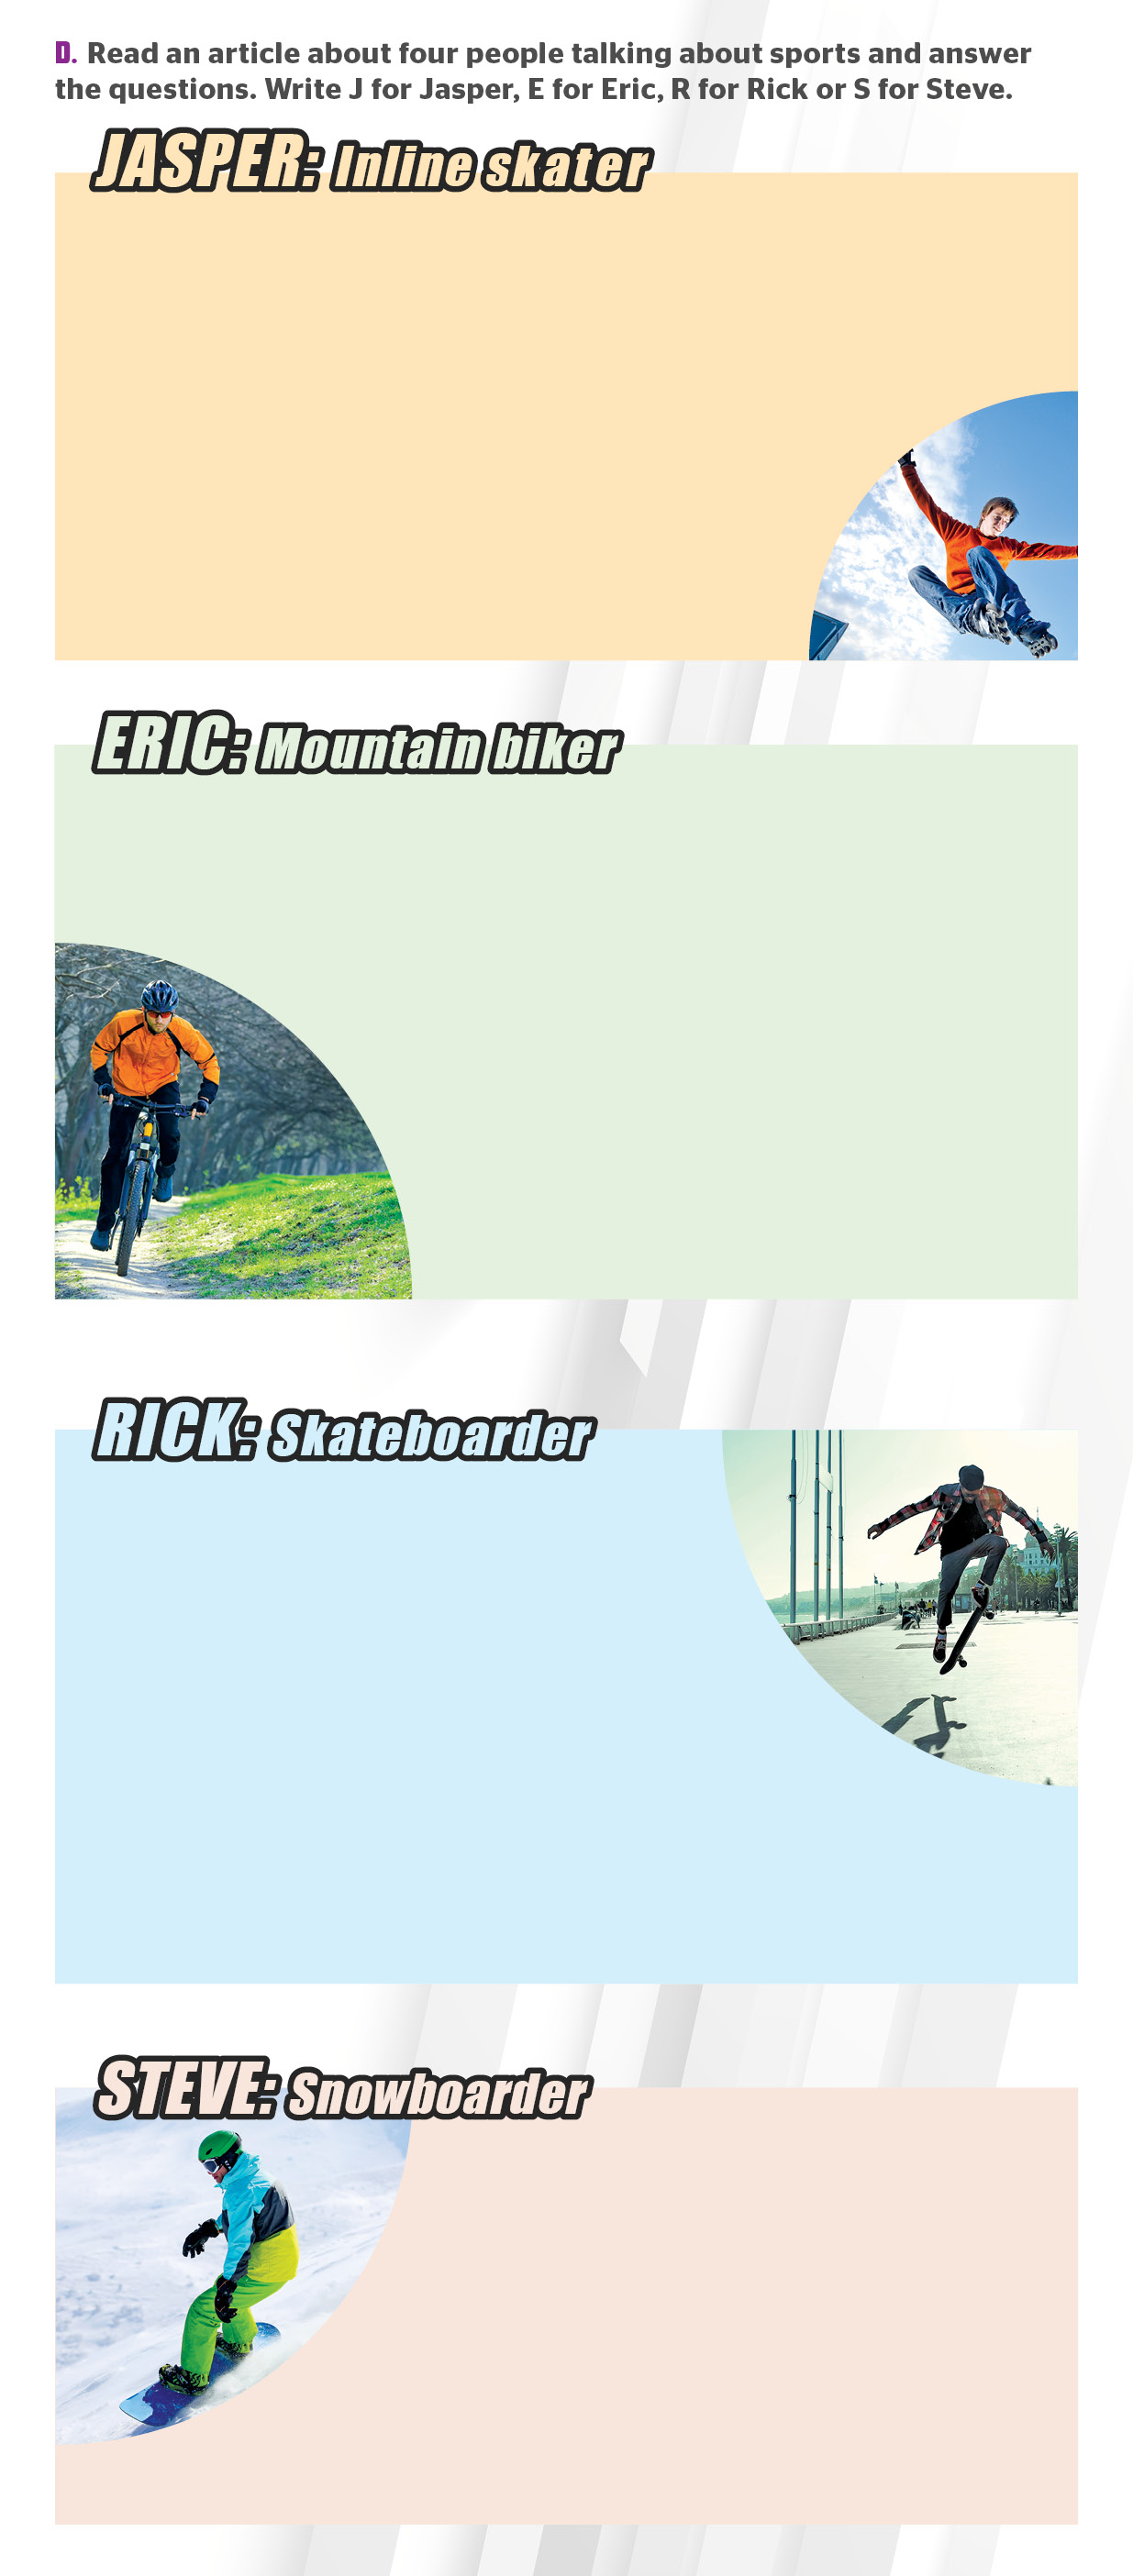 D. Read an article about four people talking about sports and answer
the questions. Write J for Jasper, E for Eric, R for Rick or S for Steve.
JASPER: Inline skater
ERIC: Mountain biker
RICK: Skateboarder
STEVE: Snowboarder